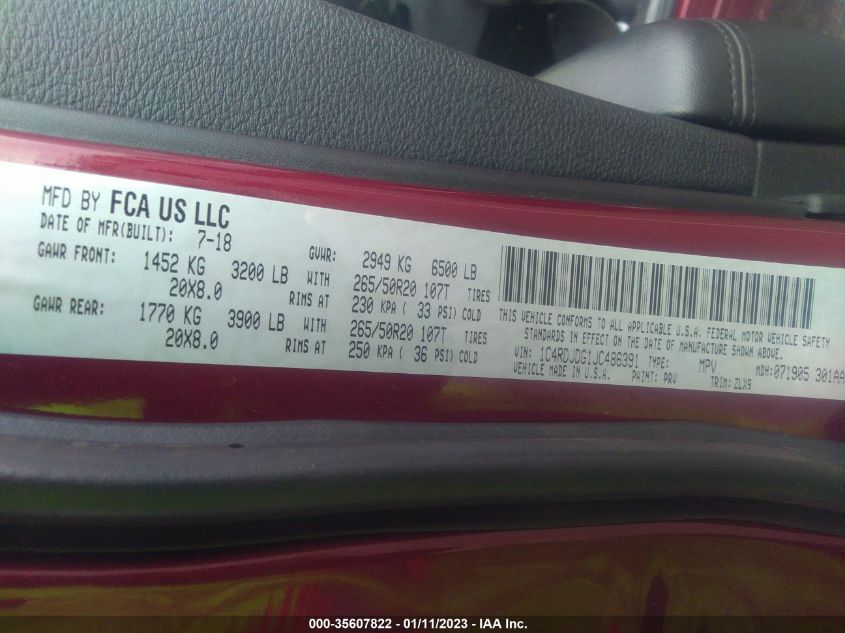 MFD BY FCA US LLC
DATE OF MFR(BUILT): 7-18
GAWR FRONT: 1452 KG 3200 LB WITH
20X8.0 RIMS AT
GAWR REAR: 1770 KG 3900 LB WITH
20X8.0 RIMS AT
GVWR: 2949 KG 6500 LB
265/50R20 107T TIRES
230 KPA ( 33 PSI) COLD
265/50R20 107T TIRES
250 KPA ( 36 PSI) COLD
THIS VEHICLE CONFORMS TO ALL APPLICABLE U.S.A. FEDERAL MOTOR VEHICLE SAFETY
STANDARDS IN EFFECT ON THE DATE OF MANUFACTURE SHOWN ABOVE.
VIN: 1C4RDJDG1JC486391 TYPE: MPV MDH:071905 301AA
VEHICLE MADE IN U.S.A. PAINT: PRV TRIM: ZLX9
000-35607822 - 01/11/2023 - IAA Inc.